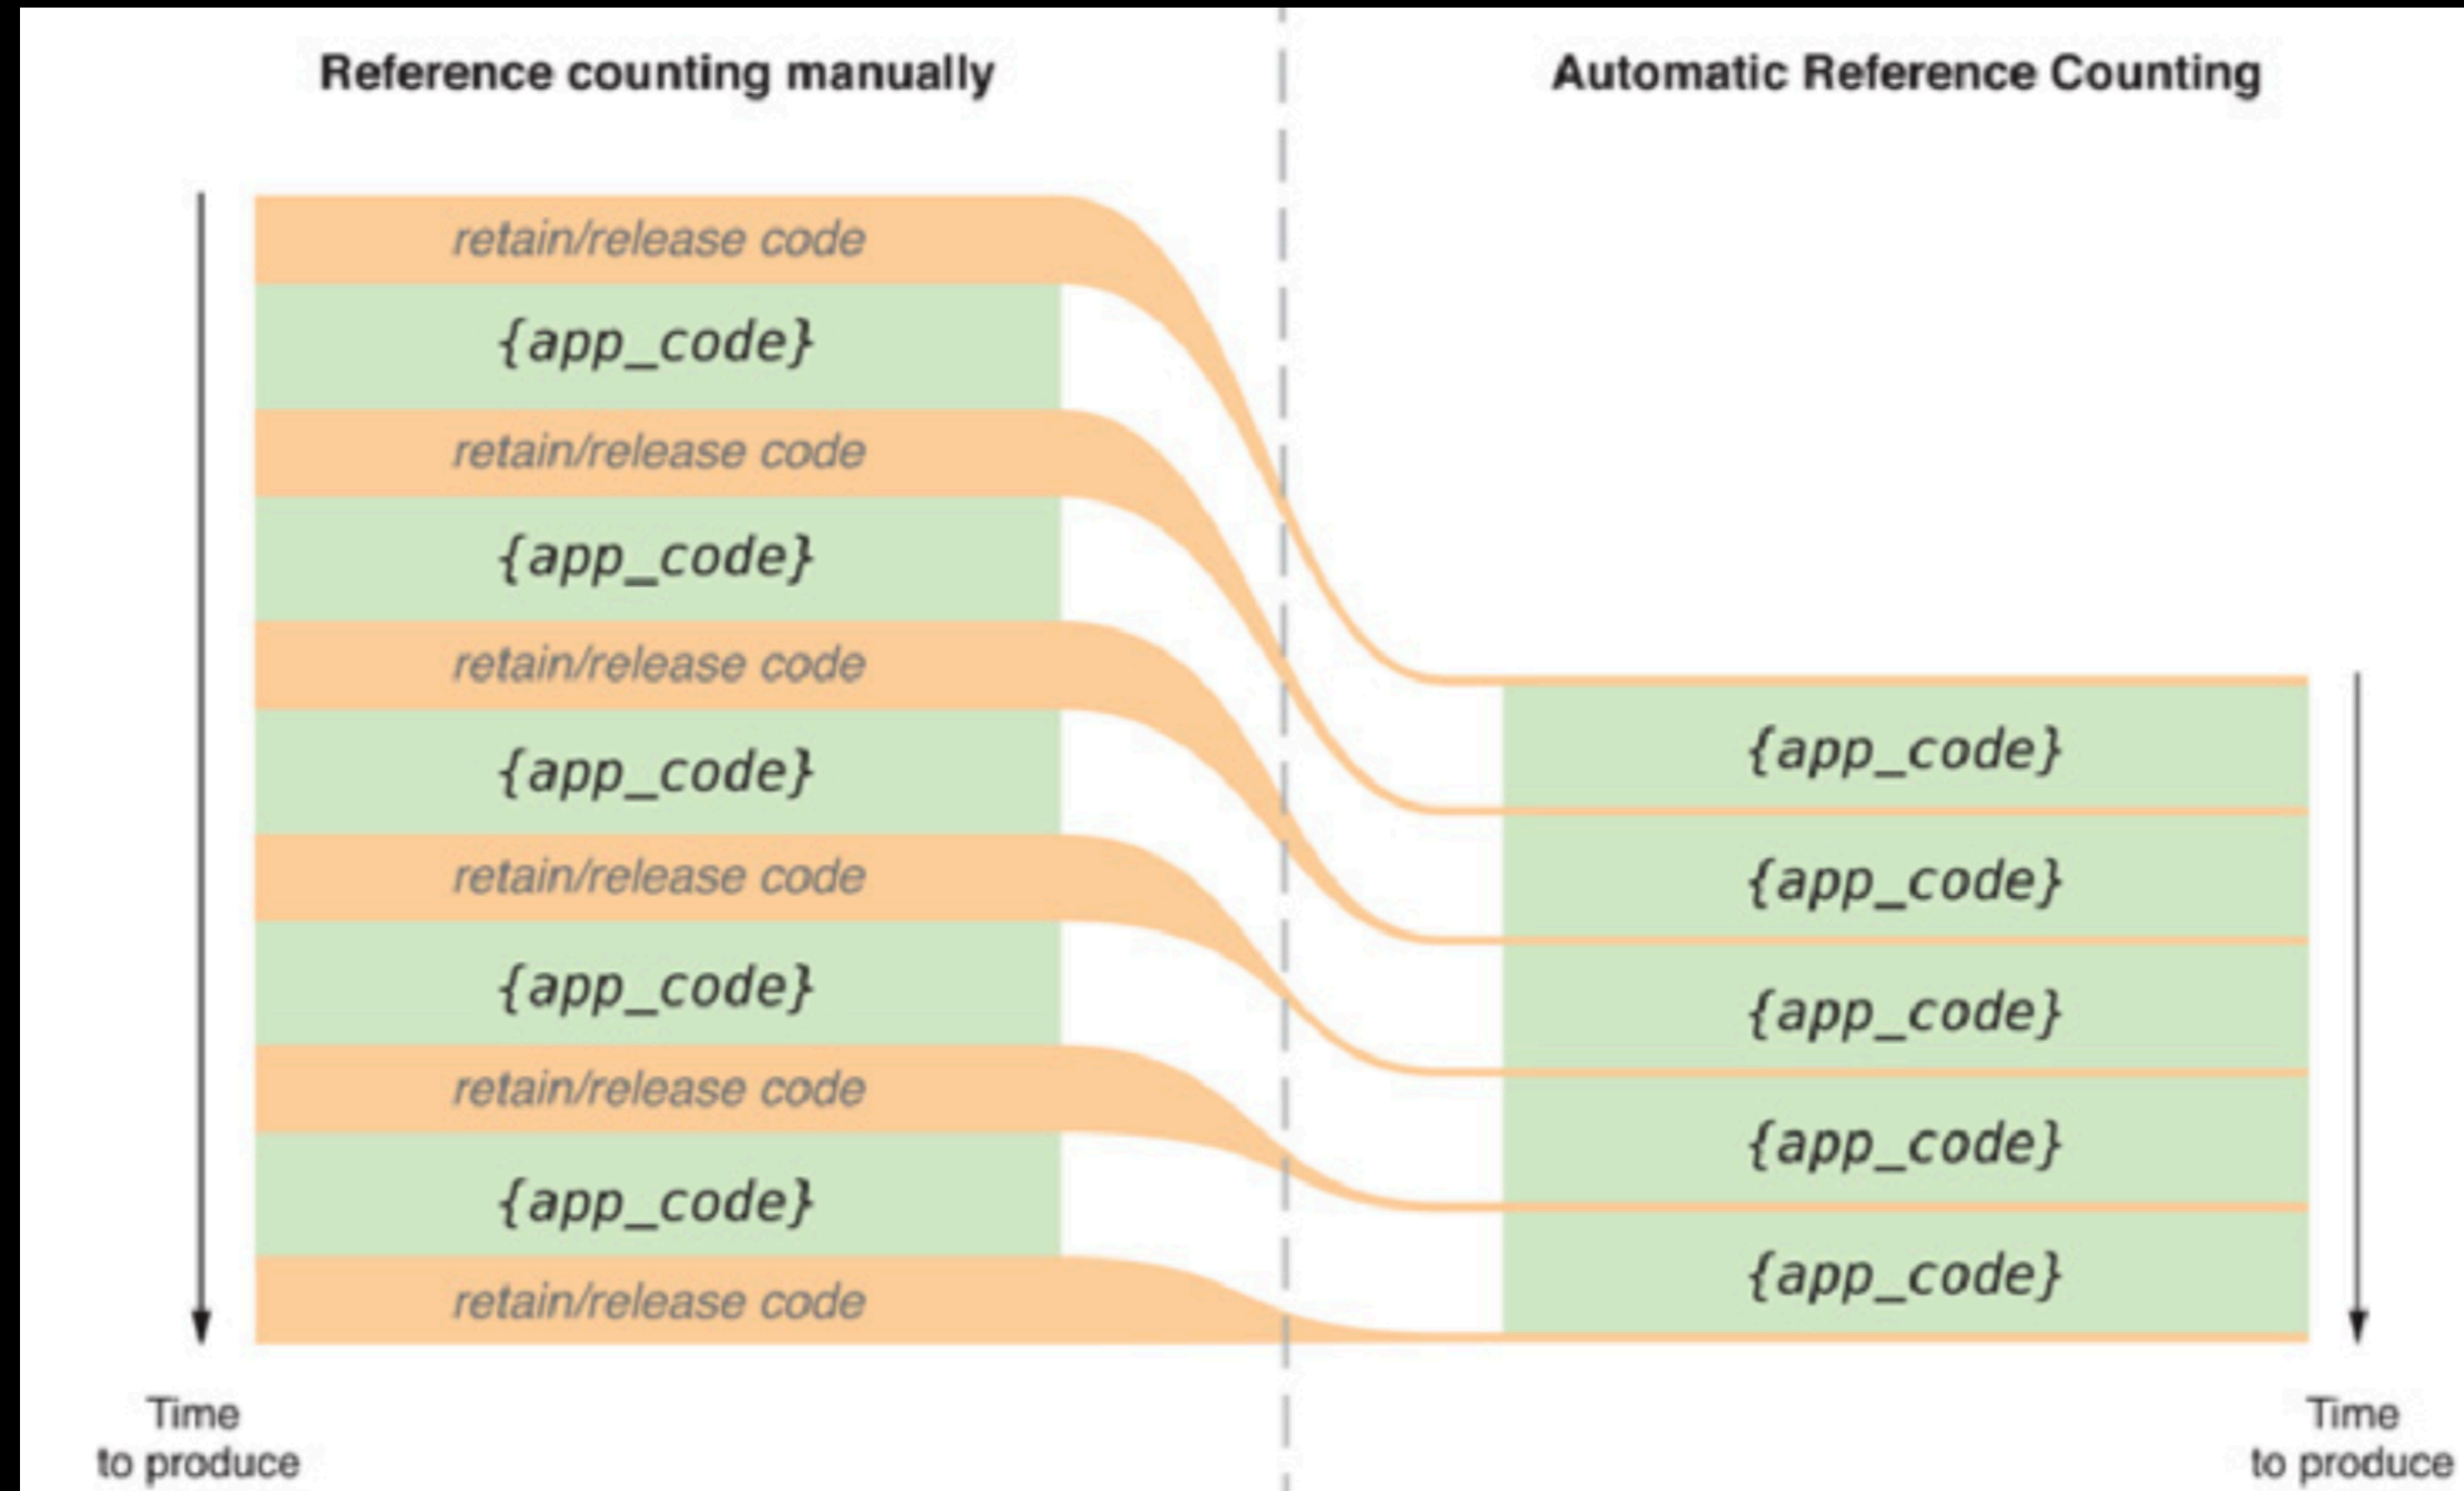 Reference counting manually
retain/release code
{app_code}
retain/release code
{app_code}
retain/release code
{app_code}
retain/release code
{app_code}
retain/release code
{app_code}
retain/release code
Time
to produce
Automatic Reference Counting
{app_code}
{app_code}
{app_code}
{app_code}
{app_code}
Time
to produce